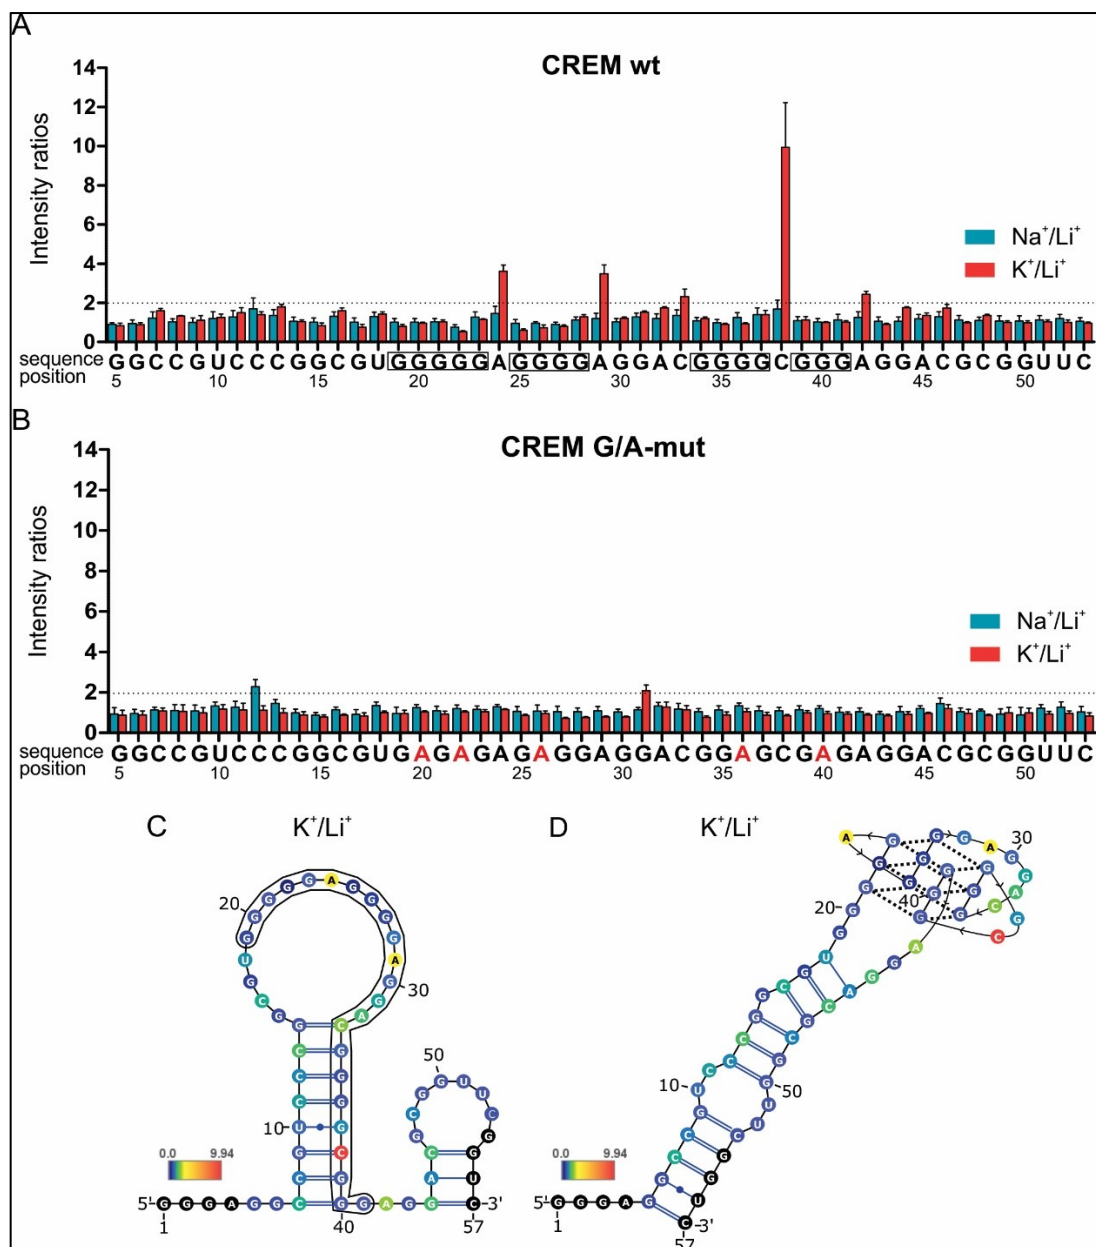 A
CREM wt
14
12
10
8
6
4
2
0
Intensity ratios
Na⁺/Li⁺
K⁺/Li⁺
sequence G G C C G U C C C G G C G U G G G G G A G G G G A G G A C G G G G C G G G A G G A C G C G G U U C
position 5 10 15 20 25 30 35 40 45 50
B
CREM G/A-mut
14
12
10
8
6
4
2
0
Intensity ratios
Na⁺/Li⁺
K⁺/Li⁺
sequence G G C C G U C C C G G C G U G A G A G A G A G G A G G A C G G A G C G A G A G G A C G C G G U U C
position 5 10 15 20 25 30 35 40 45 50
C
K⁺/Li⁺
20
30
50
10
0.0 9.94
5'- G G G A G G C
G G A G G
C -3'
1
40
57
D
K⁺/Li⁺
30
40
20
10
50
0.0 9.94
5'- G G G A G
C -3'
1
57